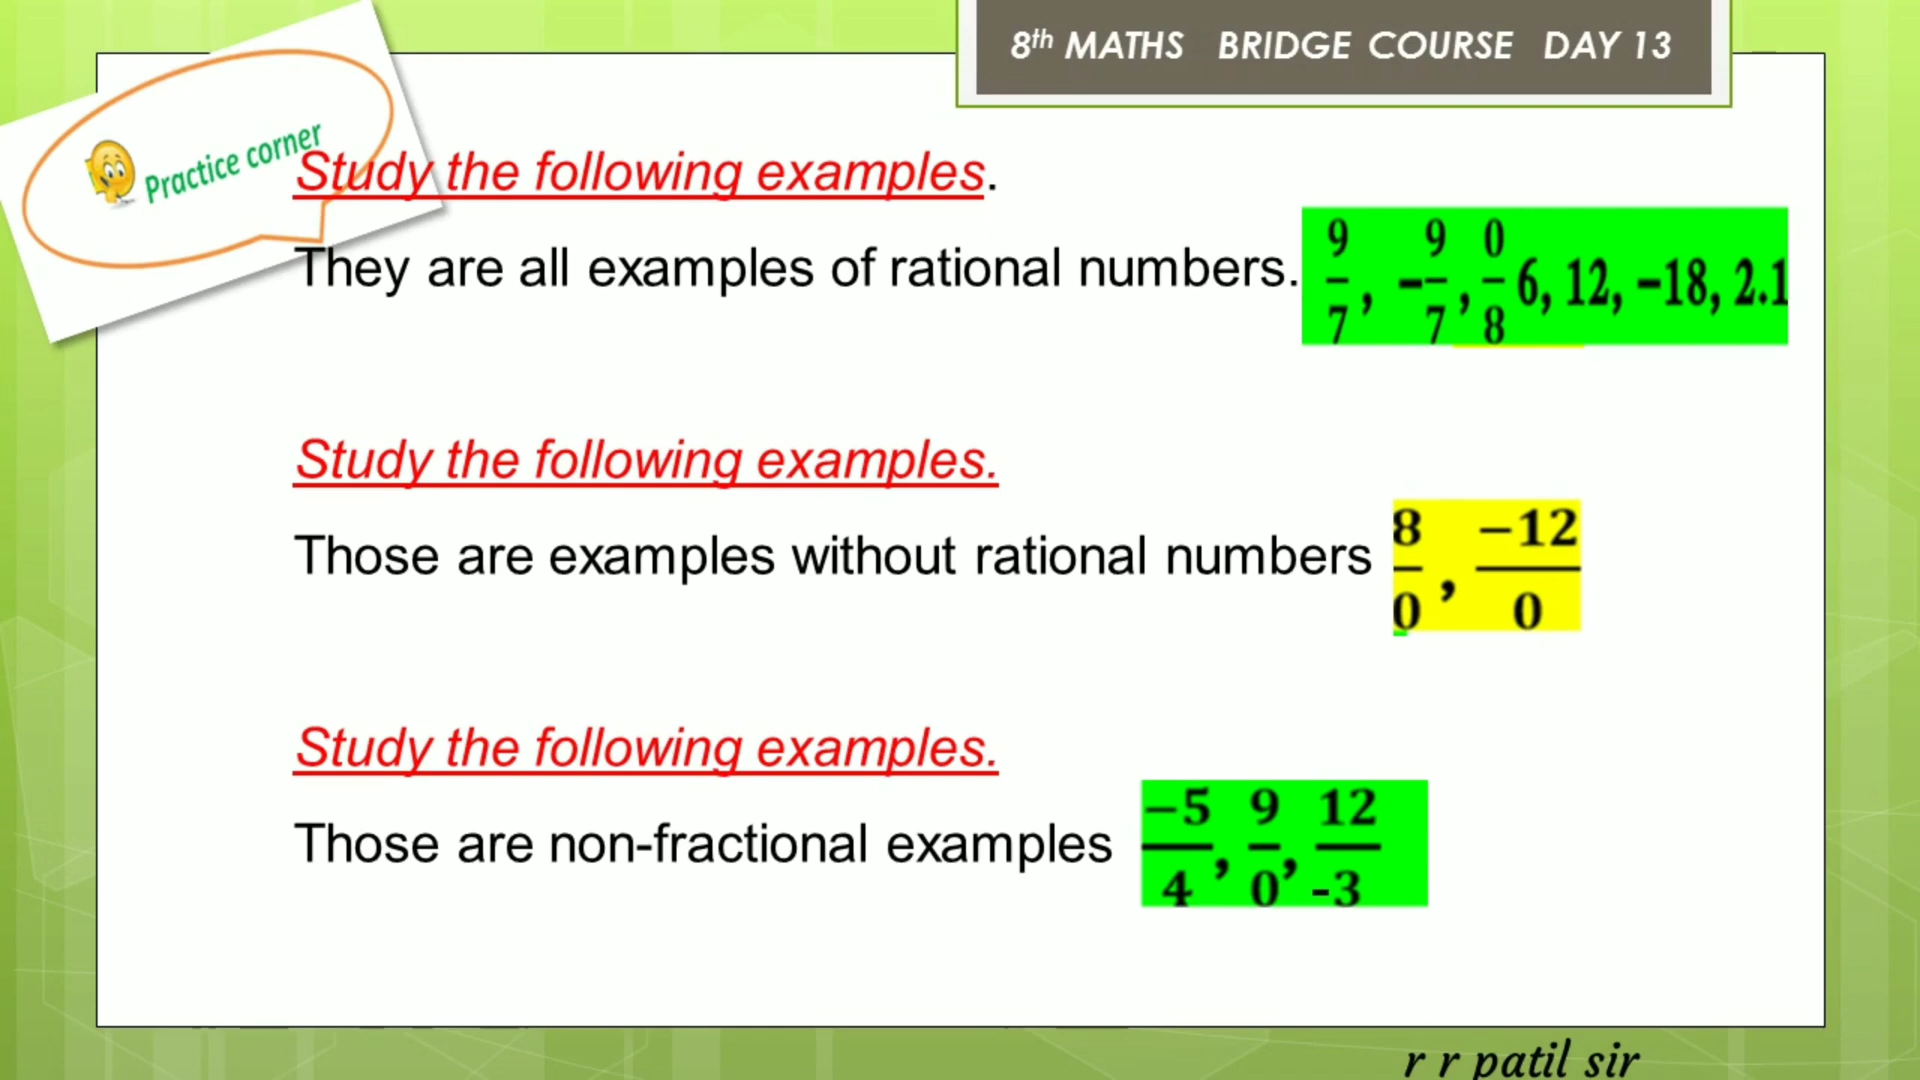 8th MATHS BRIDGE COURSE DAY 13
Practice corner
Study the following examples.
They are all examples of rational numbers. 9/7, -9/7, 0/8 6, 12, -18, 2.1
Study the following examples.
Those are examples without rational numbers 8/0, -12/0
Study the following examples.
Those are non-fractional examples -5/4, 9/0, 12/-3
r r patil sir